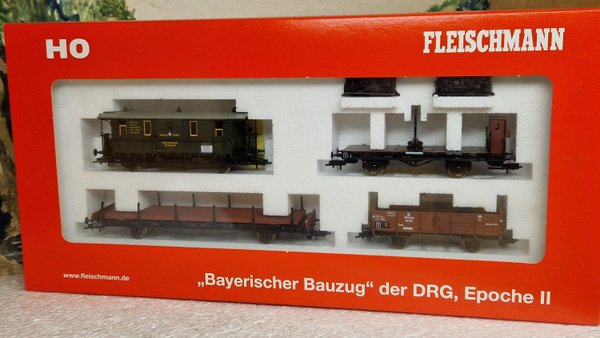 HO
FLEISCHMANN
www.fleischmann.de
„Bayerischer Bauzug“ der DRG, Epoche II